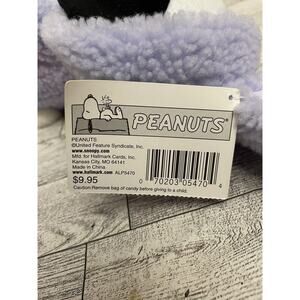 PEANUTS®
PEANUTS
©United Feature Syndicate, Inc.
www.snoopy.com
Mfd. for Hallmark Cards, Inc.
Kansas City, MO 64141
Made in China
www.hallmark.com ALP5470
$9.95
0 70203 05470 4
Caution Remove bag of candy before giving to a child.